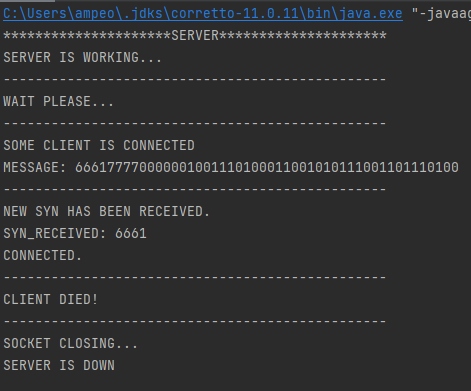 C:\Users\ampeo\.jdks\corretto-11.0.11\bin\java.exe "-javaag
*********************SERVER*********************
SERVER IS WORKING...
------------------------------------------------
WAIT PLEASE...
------------------------------------------------
SOME CLIENT IS CONNECTED
MESSAGE: 666177770000001001110100011001010111001101110100
------------------------------------------------
NEW SYN HAS BEEN RECEIVED.
SYN_RECEIVED: 6661
CONNECTED.
------------------------------------------------
CLIENT DIED!
------------------------------------------------
SOCKET CLOSING...
SERVER IS DOWN